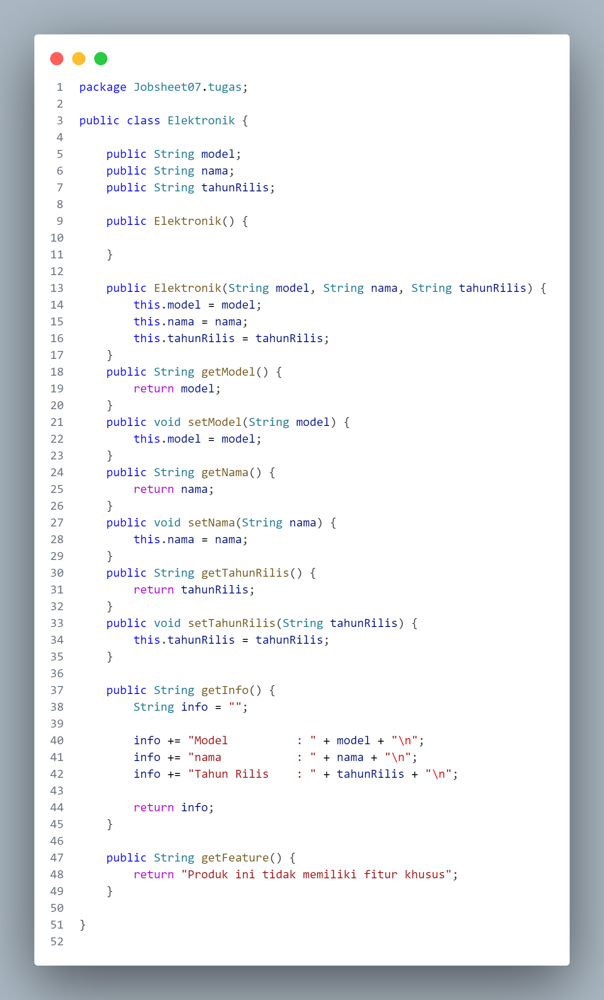 1 package Jobsheet07.tugas;
2
3 public class Elektronik {
4
5     public String model;
6     public String nama;
7     public String tahunRilis;
8
9     public Elektronik() {
10
11     }
12
13     public Elektronik(String model, String nama, String tahunRilis) {
14         this.model = model;
15         this.nama = nama;
16         this.tahunRilis = tahunRilis;
17     }
18     public String getModel() {
19         return model;
20     }
21     public void setModel(String model) {
22         this.model = model;
23     }
24     public String getNama() {
25         return nama;
26     }
27     public void setNama(String nama) {
28         this.nama = nama;
29     }
30     public String getTahunRilis() {
31         return tahunRilis;
32     }
33     public void setTahunRilis(String tahunRilis) {
34         this.tahunRilis = tahunRilis;
35     }
36
37     public String getInfo() {
38         String info = "";
39
40         info += "Model          : " + model + "\n";
41         info += "nama           : " + nama + "\n";
42         info += "Tahun Rilis    : " + tahunRilis + "\n";
43
44         return info;
45     }
46
47     public String getFeature() {
48         return "Produk ini tidak memiliki fitur khusus";
49     }
50
51 }
52